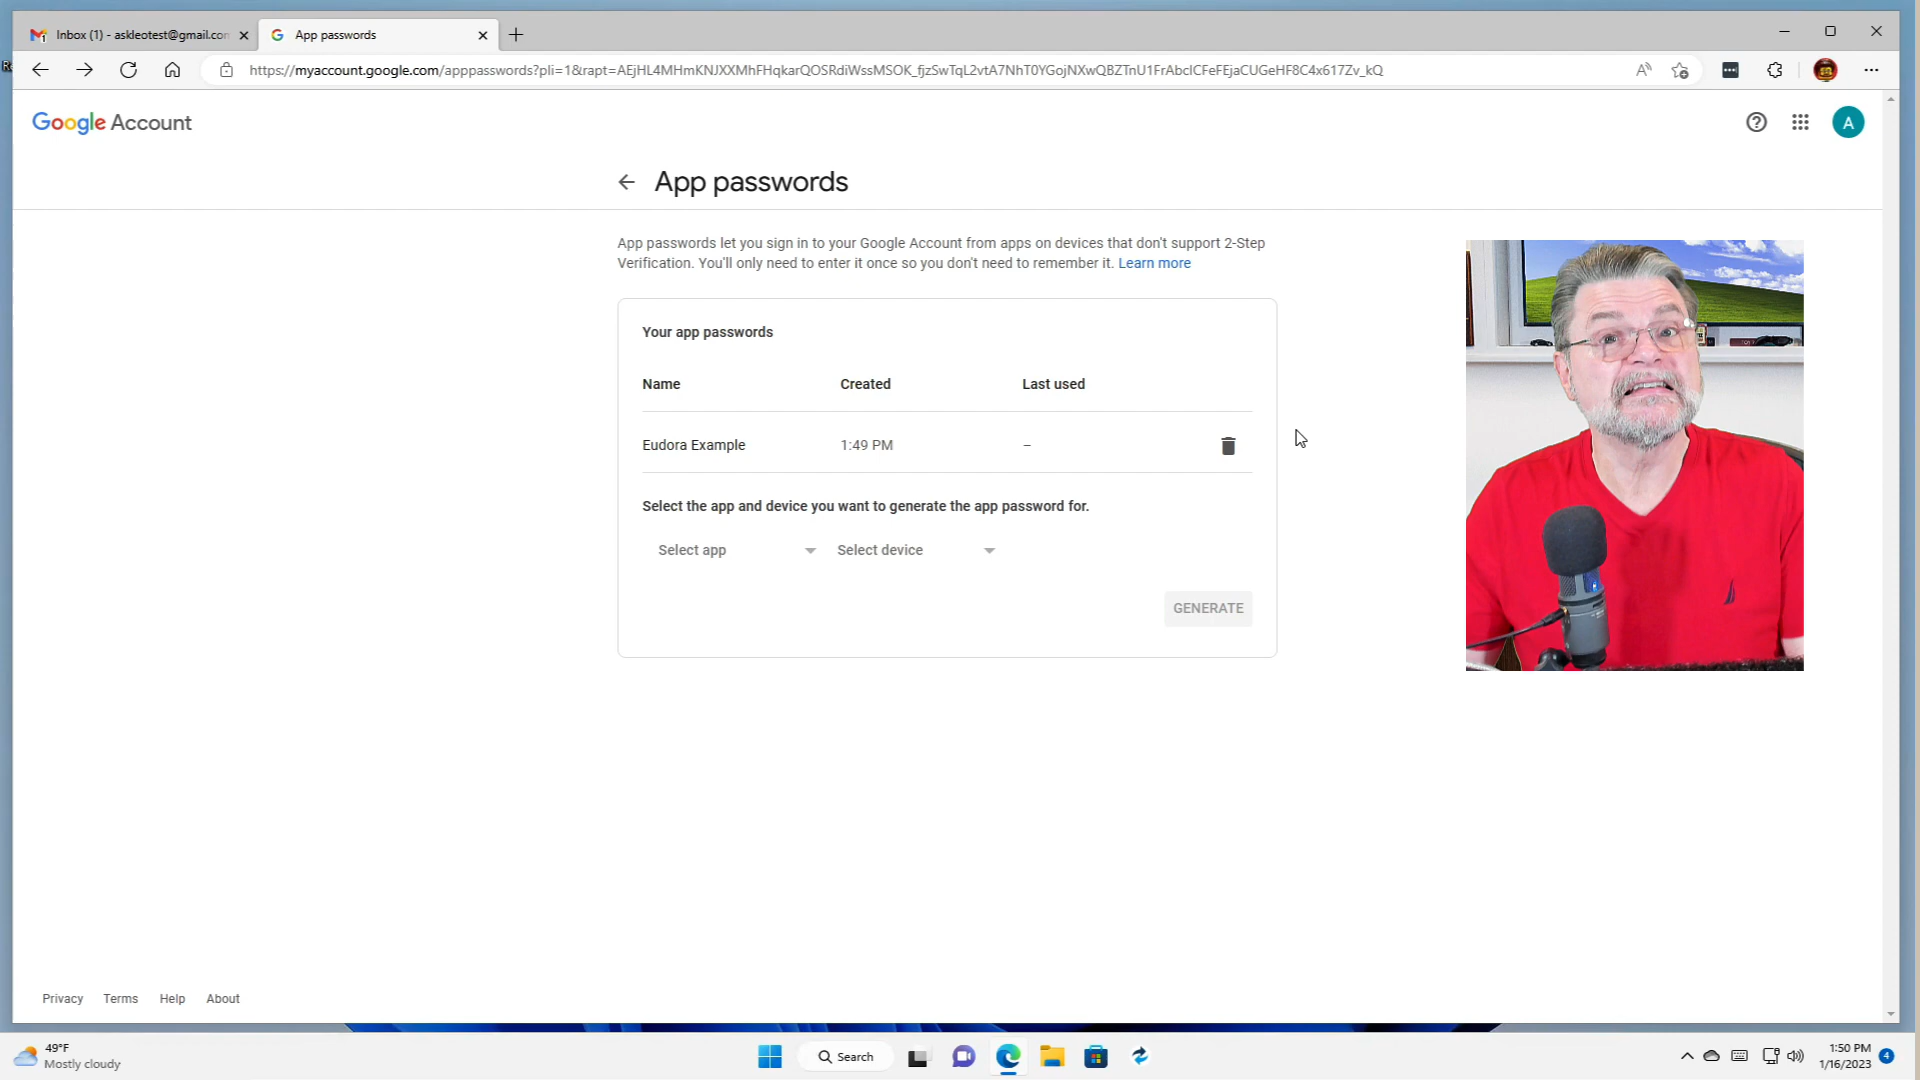 Inbox (1) - askleotest@gmail.com
App passwords
https://myaccount.google.com/apppasswords?pli=1&rapt=AEjHL4MHmKNJXXMhFHqkarQOSRdiWssMSOK_fjzSwTqL2vtA7NhT0YGojNXwQBZTnU1FrAbclCFeFEjaCUGeHF8C4x617Zv_kQ
Google Account
A
App passwords
App passwords let you sign in to your Google Account from apps on devices that don't support 2-Step
Verification. You'll only need to enter it once so you don't need to remember it. Learn more
Your app passwords
Name Created Last used
Eudora Example 1:49 PM –
Select the app and device you want to generate the app password for.
Select app Select device
GENERATE
Privacy Terms Help About
49°F
Mostly cloudy
Search
1:50 PM
1/16/2023
4